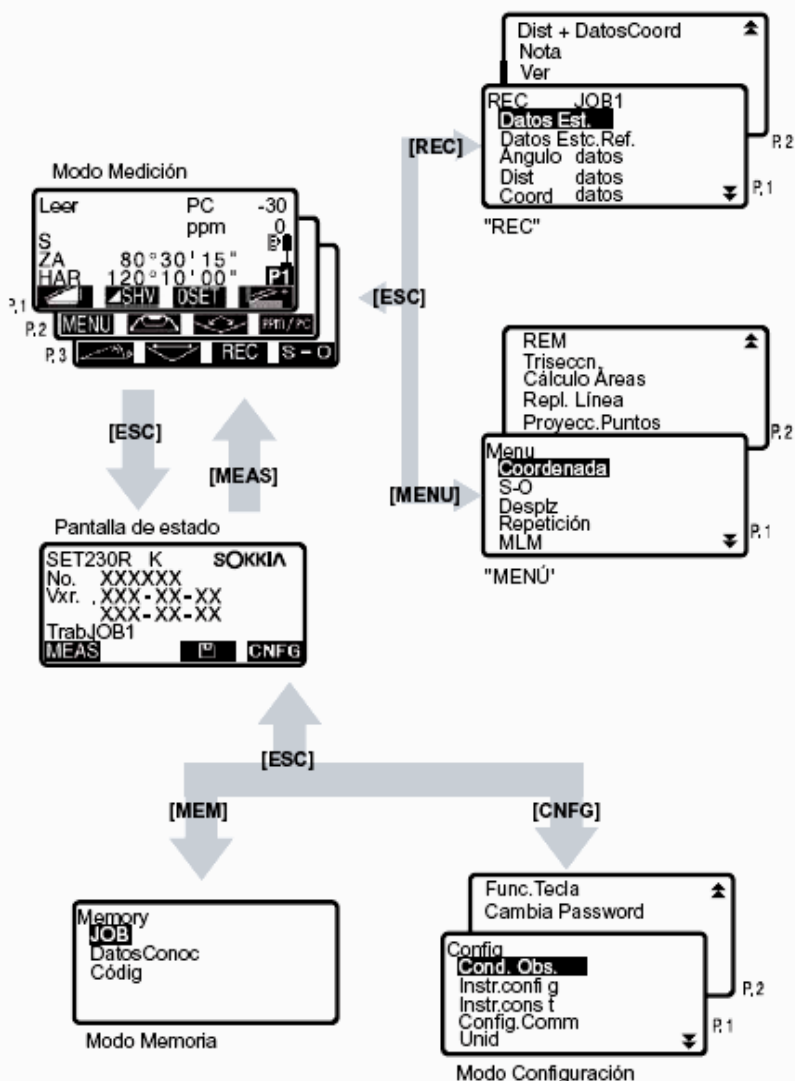 Dist + DatosCoord
Nota
Ver
REC JOB1
Datos Est.
Datos Estc.Ref.
Angulo datos
Dist datos
Coord datos
P. 2
P. 1
"REC"
[REC]
Modo Medición
Leer PC -30
ppm 0
S
ZA 80°30'15"
HAR 120°10'00" P1
SHV 0SET
P. 1
P. 2 MENU PPM/PC
P. 3 REC S-O
[ESC]
REM
Triseccn.
Cálculo Áreas
Repl. Línea
Proyecc.Puntos
P. 2
Menu
Coordenada
S-O
Desplz
Repetición
MLM
P. 1
"MENÚ'
[MENU]
[ESC]
[MEAS]
Pantalla de estado
SET230R K SOKKIA
No. XXXXXX
Vxr. . XXX-XX-XX
XXX-XX-XX
TrabJOB1
MEAS CNFG
[ESC]
[MEM]
[CNFG]
Memory
JOB
DatosConoc
Códig
Modo Memoria
Func.Tecla
Cambia Password
Config
Cond. Obs.
Instr.confi g
Instr.cons t
Config.Comm
Unid
P. 2
P. 1
Modo Configuración